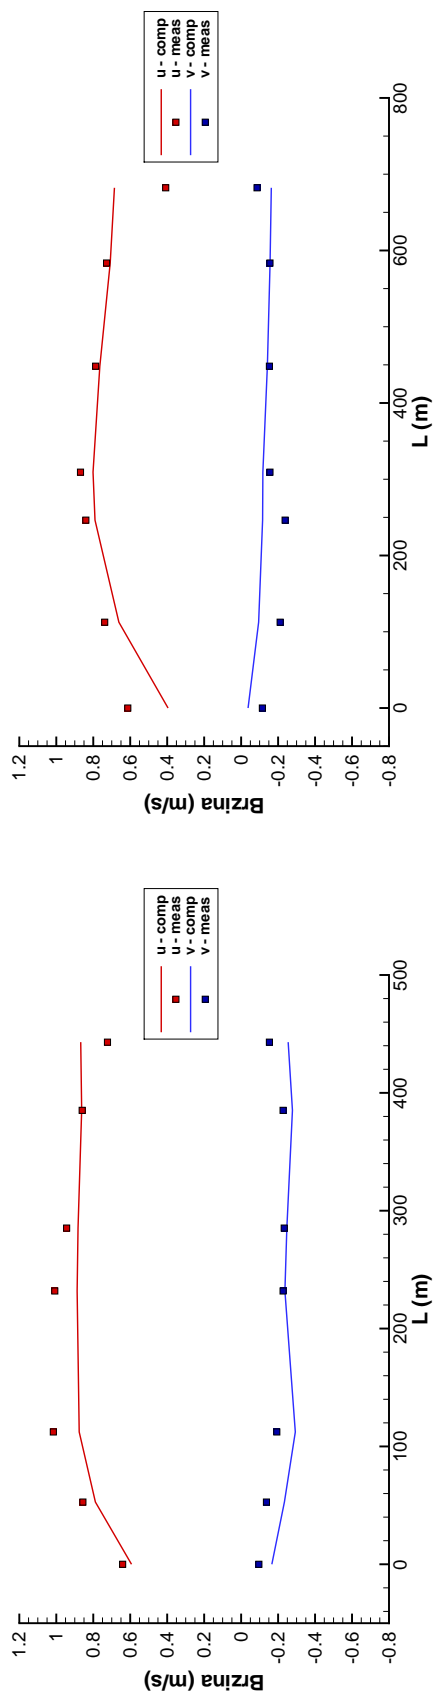 1.2
1
0.8
0.6
0.4
0.2
0
-0.2
-0.4
-0.6
-0.8
Brzina (m/s)
0
100
200
300
400
500
L (m)
u - comp
u - meas
v - comp
v - meas
1.2
1
0.8
0.6
0.4
0.2
0
-0.2
-0.4
-0.6
-0.8
Brzina (m/s)
0
200
400
600
800
L (m)
u - comp
u - meas
v - comp
v - meas